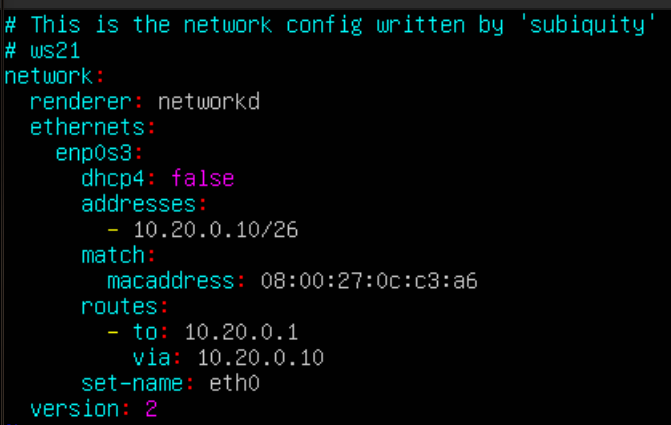 # This is the network config written by 'subiquity'
# ws21
network:
  renderer: networkd
  ethernets:
    enp0s3:
      dhcp4: false
      addresses:
        - 10.20.0.10/26
      match:
        macaddress: 08:00:27:0c:c3:a6
      routes:
        - to: 10.20.0.1
          via: 10.20.0.10
      set-name: eth0
  version: 2